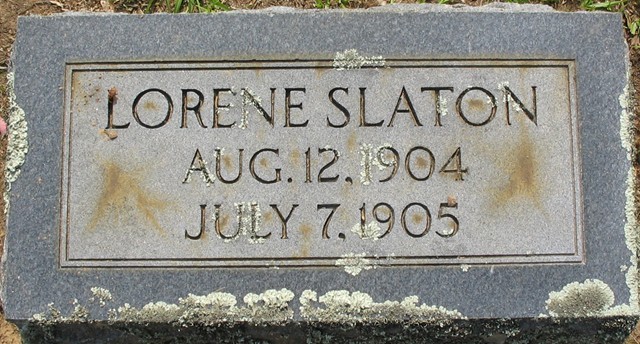 LORENE SLATON
AUG. 12, 1904
JULY 7, 1905